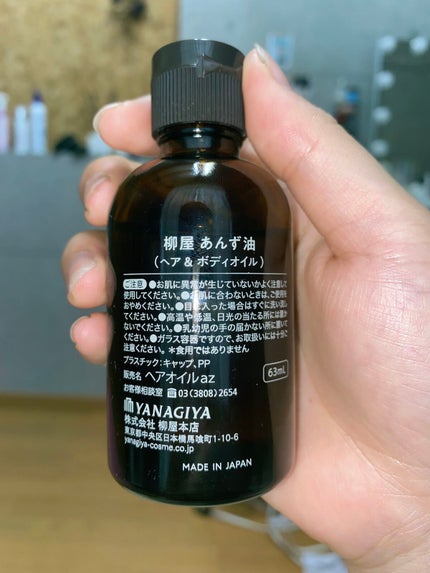 柳屋 あんず油
(ヘア & ボディオイル)
ご注意 ●お肌に異常が生じていないかよく注意して
使用してください。●お肌に合わないときは、ご使用を
おやめください。●目に入った場合はすぐに洗い流し
てください。●高温や低温、日光の当たる所には置か
ないでください。●乳幼児の手の届かない所に置いて
ください。●ガラス容器ですので、お取扱いには十分ご
注意ください。 *食用ではありません
プラスチック:キャップ、PP
63mL
販売名 ヘアオイルaz
お客様相談室 ☎03(3808)2654
YANAGIYA
株式会社 柳屋本店
東京都中央区日本橋馬喰町1-10-6
yanagiya-cosme.co.jp
MADE IN JAPAN